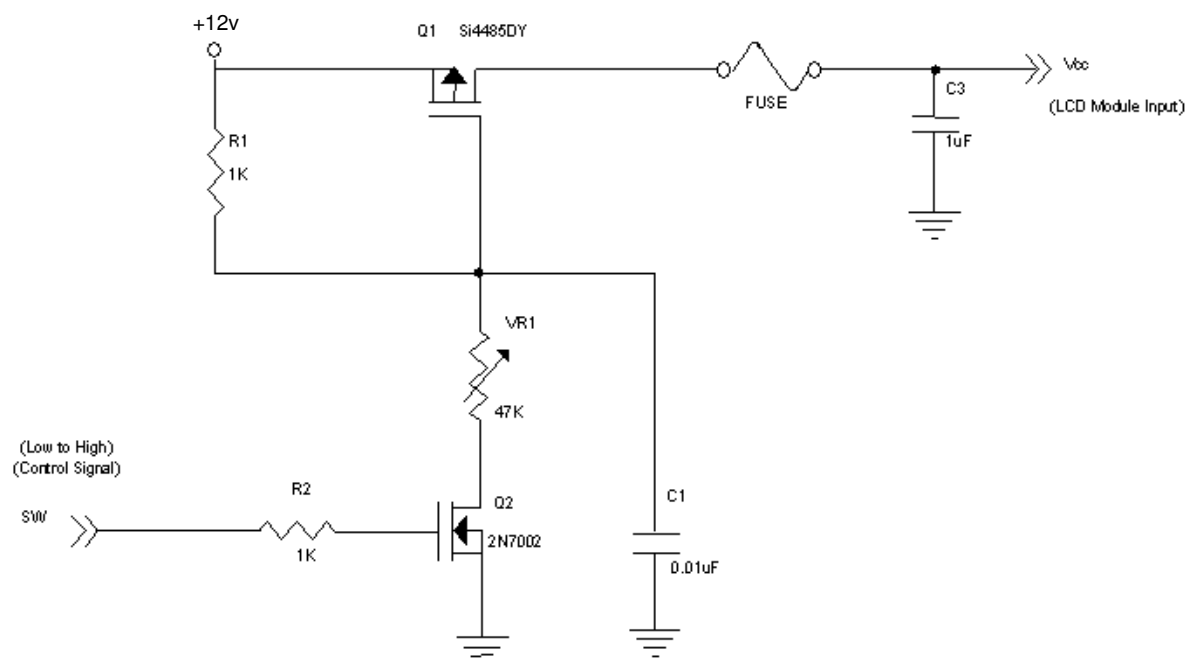 +12v
Q1 Si4485DY
FUSE
Vcc
(LCD Module Input)
C3
1uF
R1
1K
VR1
47K
(Low to High)
(Control Signal)
SW
R2
1K
Q2
2N7002
C1
0.01uF